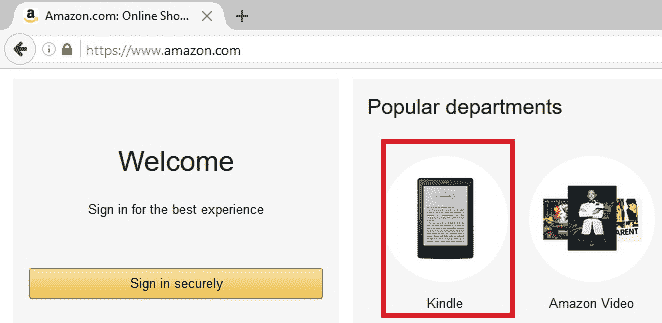 Amazon.com: Online Sho...
https://www.amazon.com
Welcome
Sign in for the best experience
Sign in securely
Popular departments
Kindle
Amazon Video